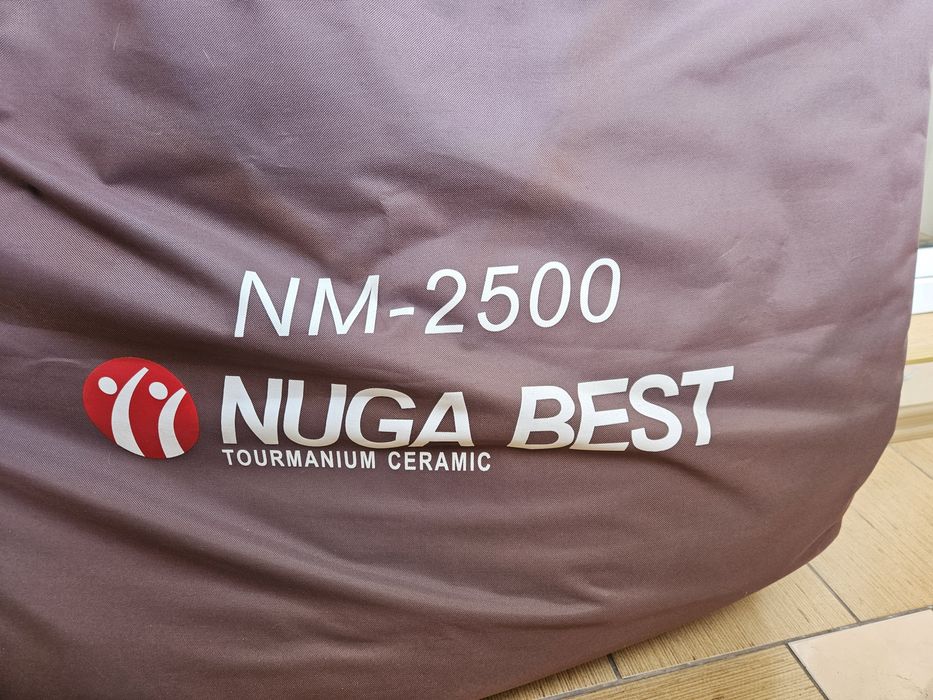 NM-2500
NUGA BEST
TOURMANIUM CERAMIC